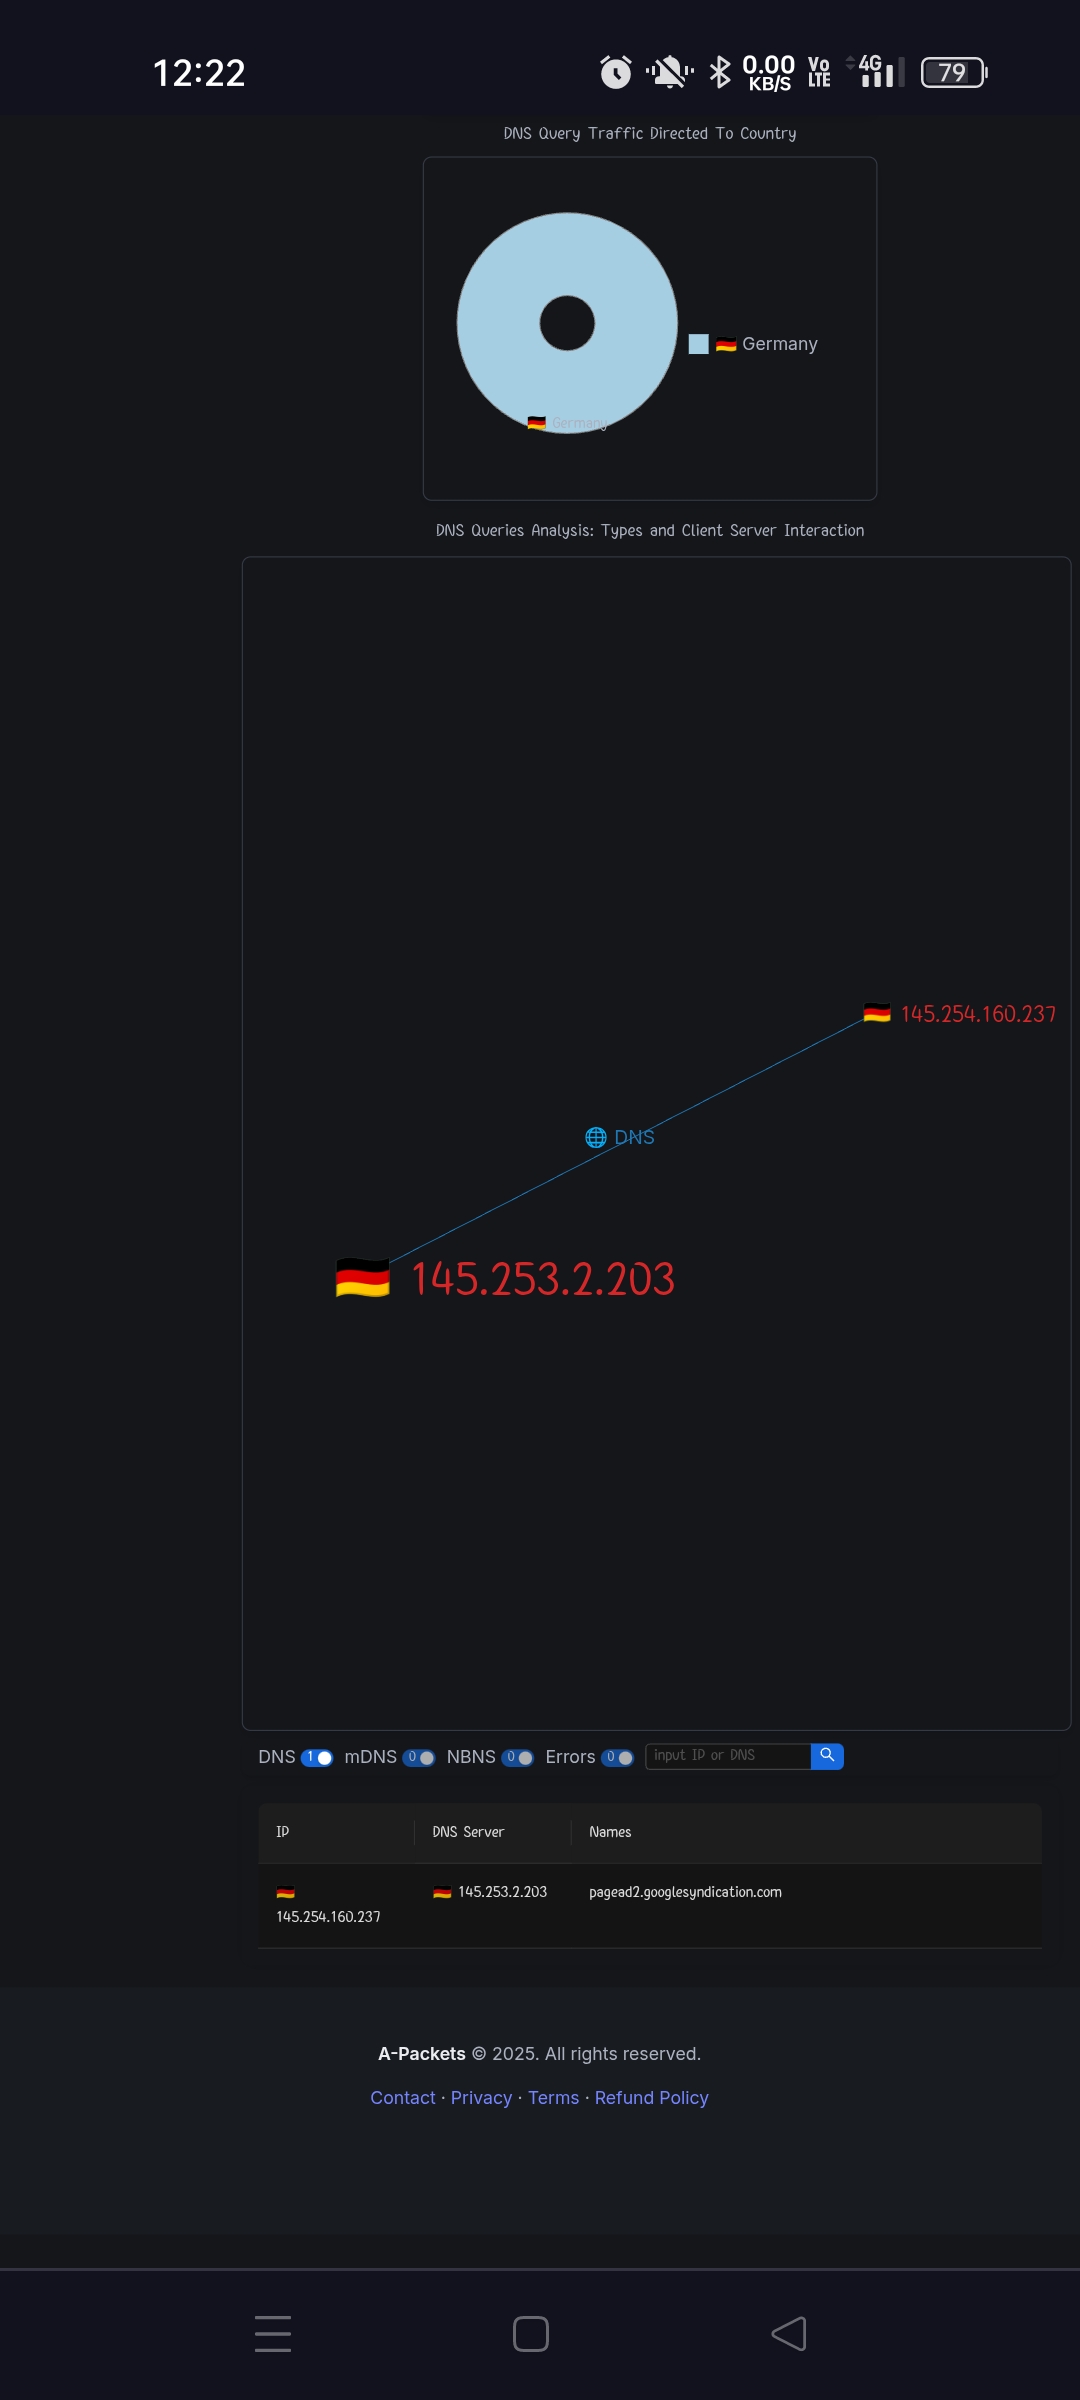 12:22
0.00 KB/S Vo LTE 4G 79
DNS Query Traffic Directed To Country
🇩🇪 Germany
🇩🇪 Germany
DNS Queries Analysis: Types and Client Server Interaction
🇩🇪 145.254.160.237
🌐 DNS
🇩🇪 145.253.2.203
DNS 1 mDNS 0 NBNS 0 Errors 0 input IP or DNS
IP DNS Server Names
🇩🇪 145.254.160.237 🇩🇪 145.253.2.203 pagead2.googlesyndication.com
A-Packets © 2025. All rights reserved.
Contact · Privacy · Terms · Refund Policy